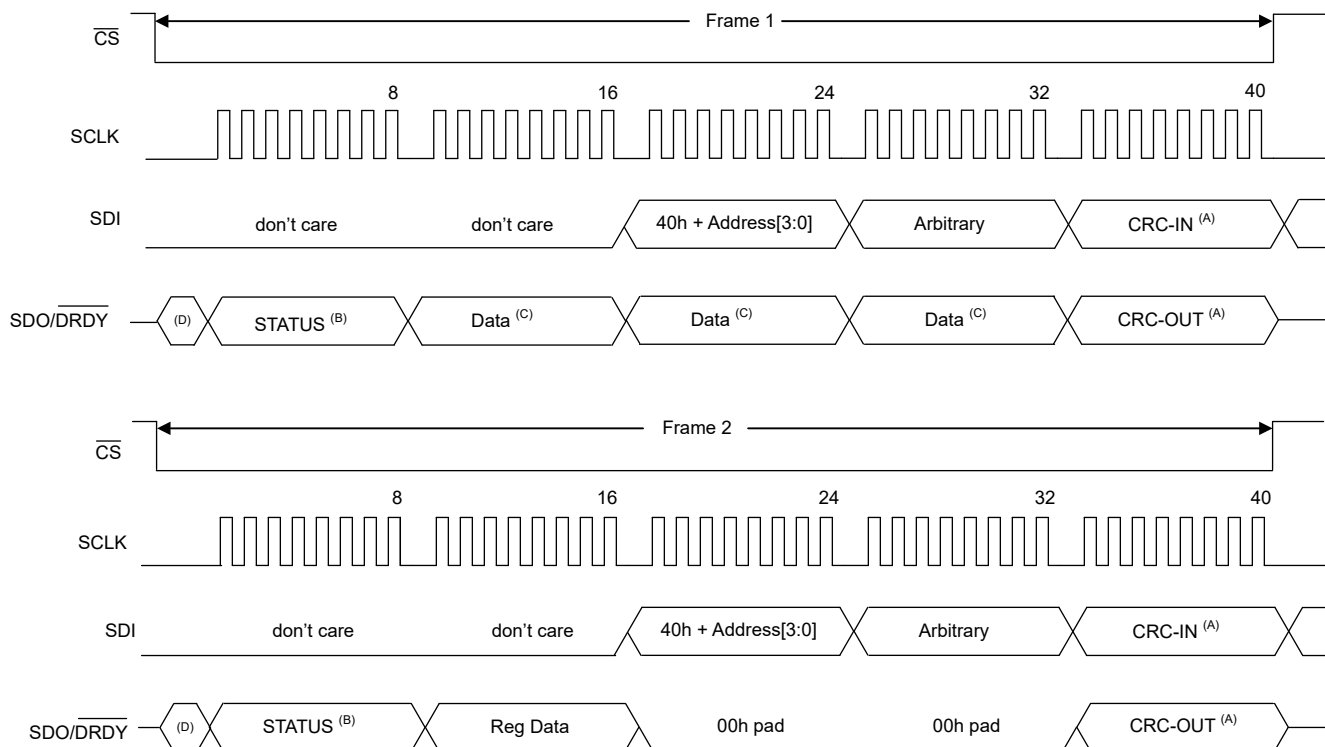 Frame 1
CS
8 16 24 32 40
SCLK
SDI don't care don't care 40h + Address[3:0] Arbitrary CRC-IN (A)
SDO/DRDY (D) STATUS (B) Data (C) Data (C) Data (C) CRC-OUT (A)
Frame 2
CS
8 16 24 32 40
SCLK
SDI don't care don't care 40h + Address[3:0] Arbitrary CRC-IN (A)
SDO/DRDY (D) STATUS (B) Reg Data 00h pad 00h pad CRC-OUT (A)